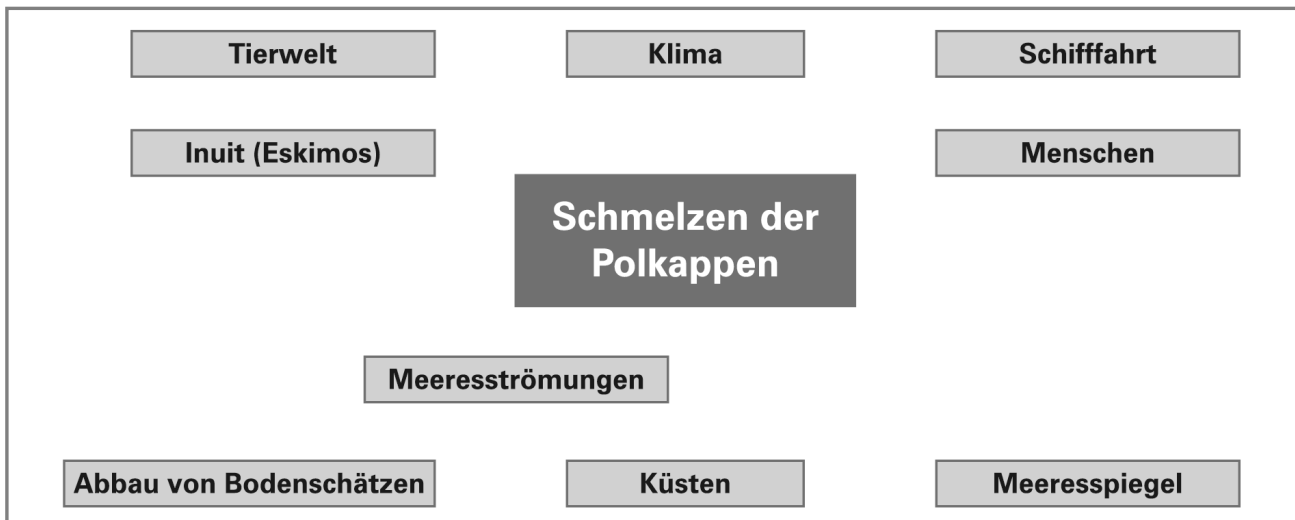 Tierwelt
Klima
Schifffahrt
Inuit (Eskimos)
Menschen
Schmelzen der
Polkappen
Meeresströmungen
Abbau von Bodenschätzen
Küsten
Meeresspiegel